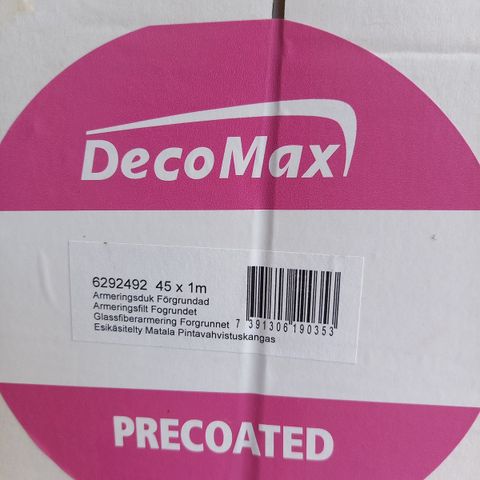 DecoMax
6292492 45 x 1m
Armeringsduk Förgrundad
Armeringsfilt Fogrundet
Glassfiberarmering Forgrunnet
Esikäsitelty Matala Pintavahvistuskangas
7 391306 190353
PRECOATED